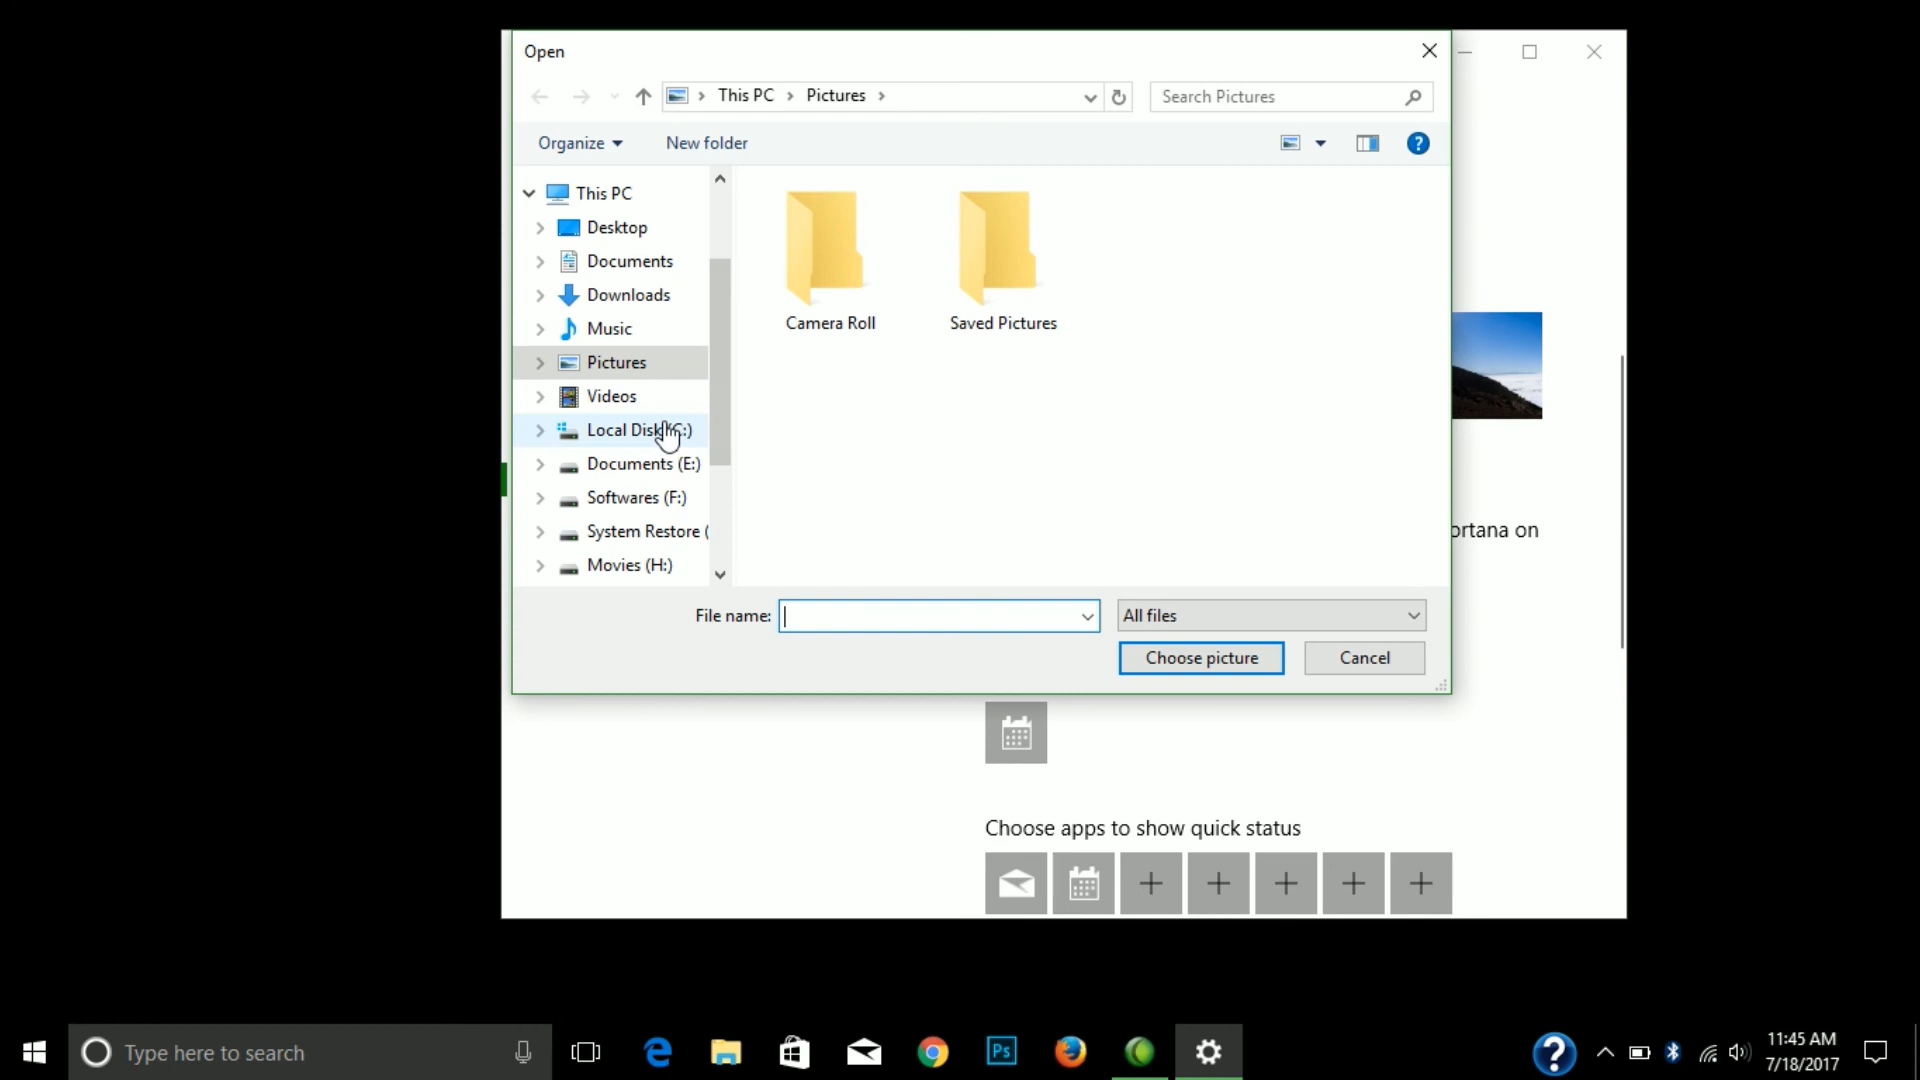 Open
This PC
Pictures
Search Pictures
Organize
New folder
?
This PC
Desktop
Documents
Downloads
Music
Pictures
Videos
Local Disk (C:)
Documents (E:)
Softwares (F:)
System Restore (
Movies (H:)
Camera Roll
Saved Pictures
ortana on
File name:
All files
Choose picture
Cancel
Choose apps to show quick status
Type here to search
Ps
?
11:45 AM
7/18/2017